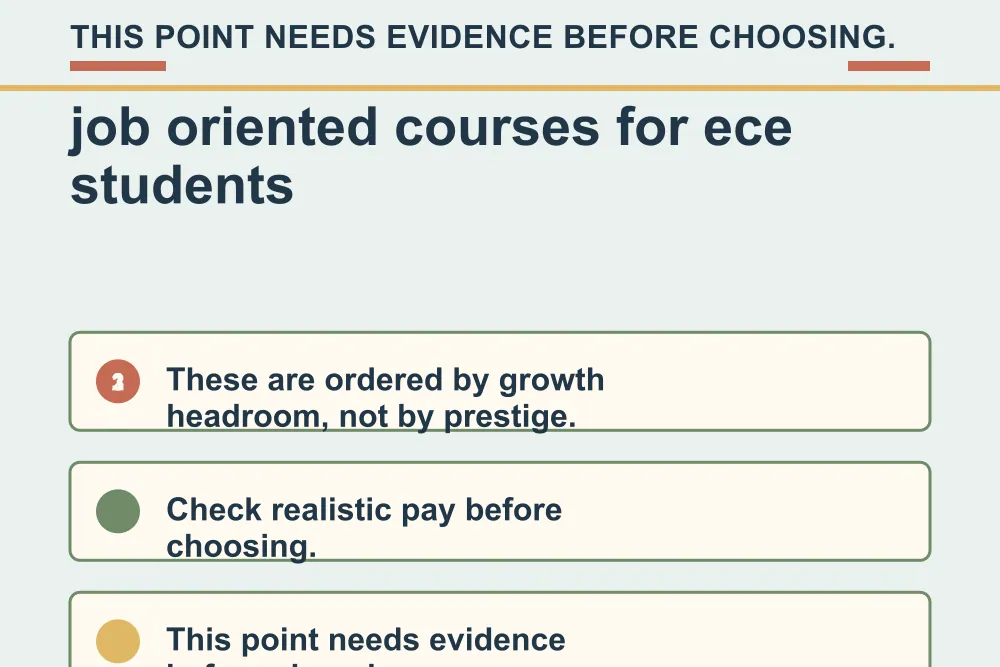 THIS POINT NEEDS EVIDENCE BEFORE CHOOSING.
job oriented courses for ece
students
These are ordered by growth
headroom, not by prestige.
Check realistic pay before
choosing.
This point needs evidence